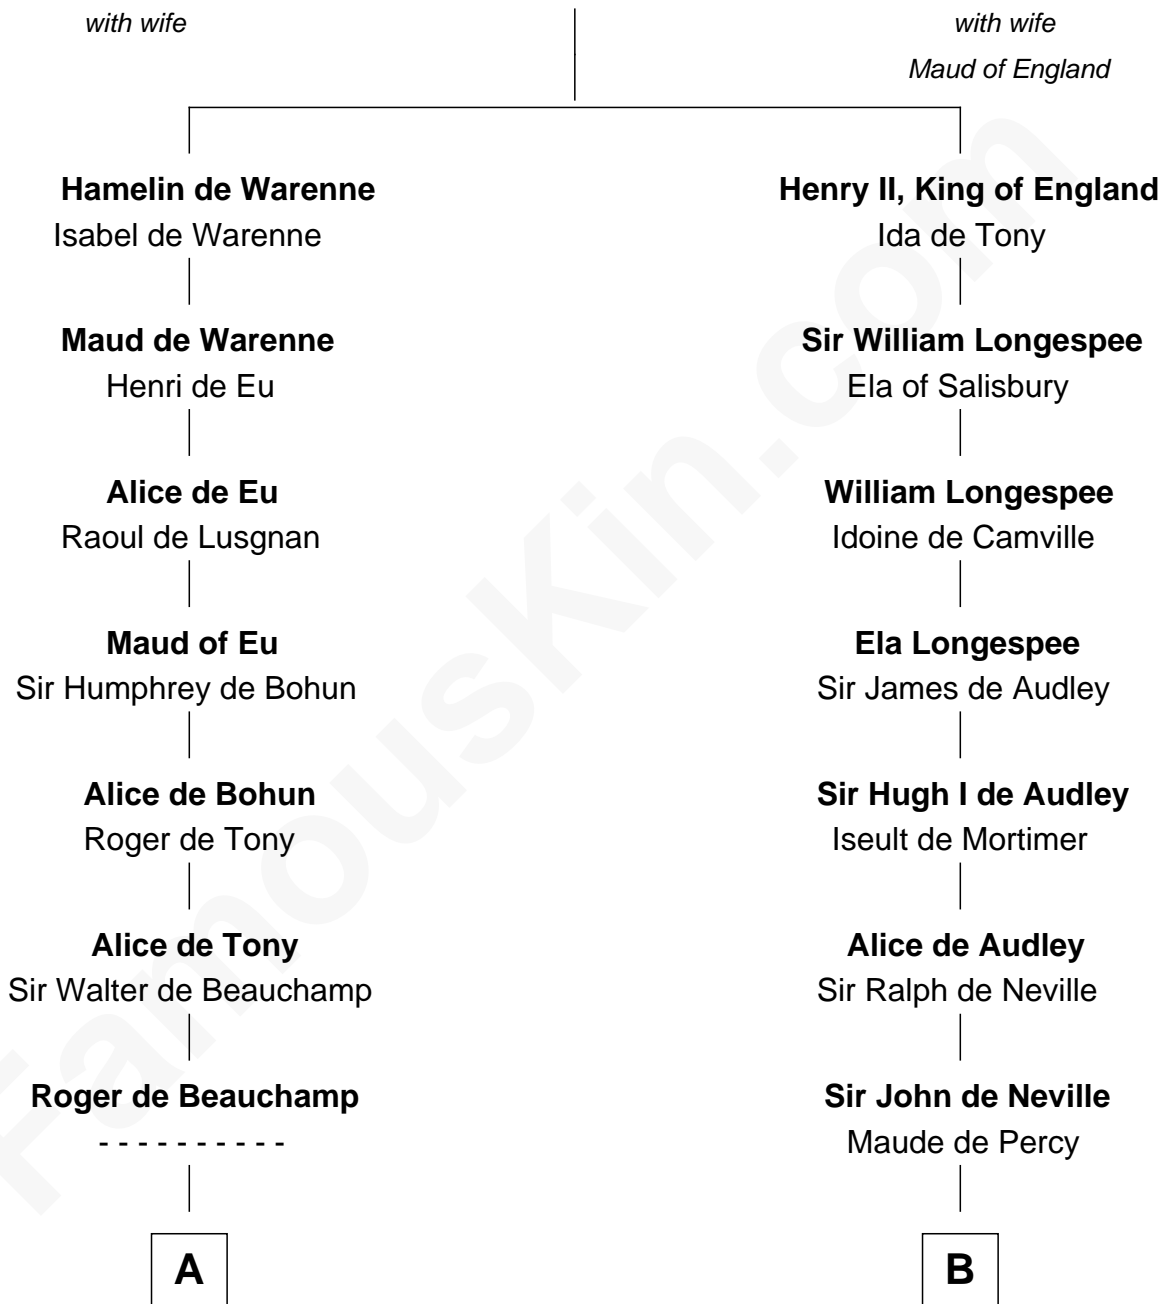 with wife
with wife
Maud of England
Hamelin de Warenne
Isabel de Warenne
Henry II, King of England
Ida de Tony
Maud de Warenne
Henri de Eu
Sir William Longespee
Ela of Salisbury
Alice de Eu
Raoul de Lusgnan
William Longespee
Idoine de Camville
Maud of Eu
Sir Humphrey de Bohun
Ela Longespee
Sir James de Audley
Alice de Bohun
Roger de Tony
Sir Hugh I de Audley
Iseult de Mortimer
Alice de Tony
Sir Walter de Beauchamp
Alice de Audley
Sir Ralph de Neville
Roger de Beauchamp
- - - - - - - - - -
Sir John de Neville
Maude de Percy
A
B
FamousKin.com